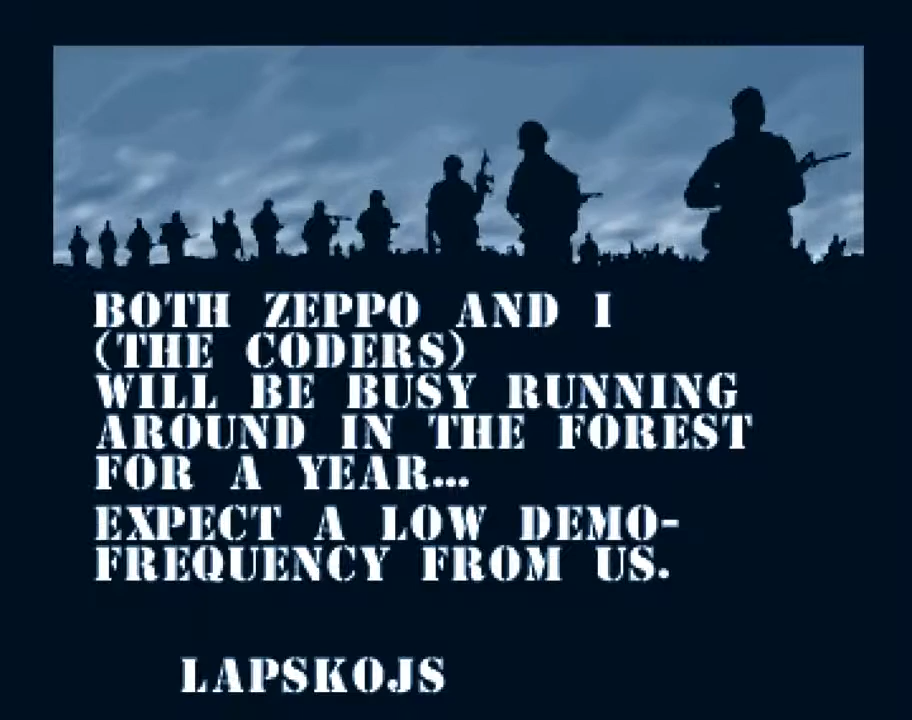 BOTH ZEPPO AND I
(THE CODERS)
WILL BE BUSY RUNNING
AROUND IN THE FOREST
FOR A YEAR...
EXPECT A LOW DEMO-
FREQUENCY FROM US.
LAPSKOJS